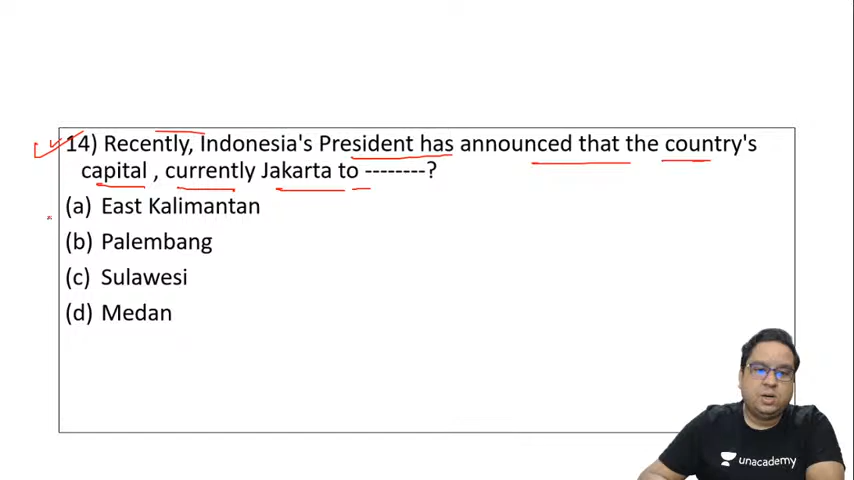 14) Recently, Indonesia's President has announced that the country's
capital , currently Jakarta to --------?
(a) East Kalimantan
(b) Palembang
(c) Sulawesi
(d) Medan
unacademy